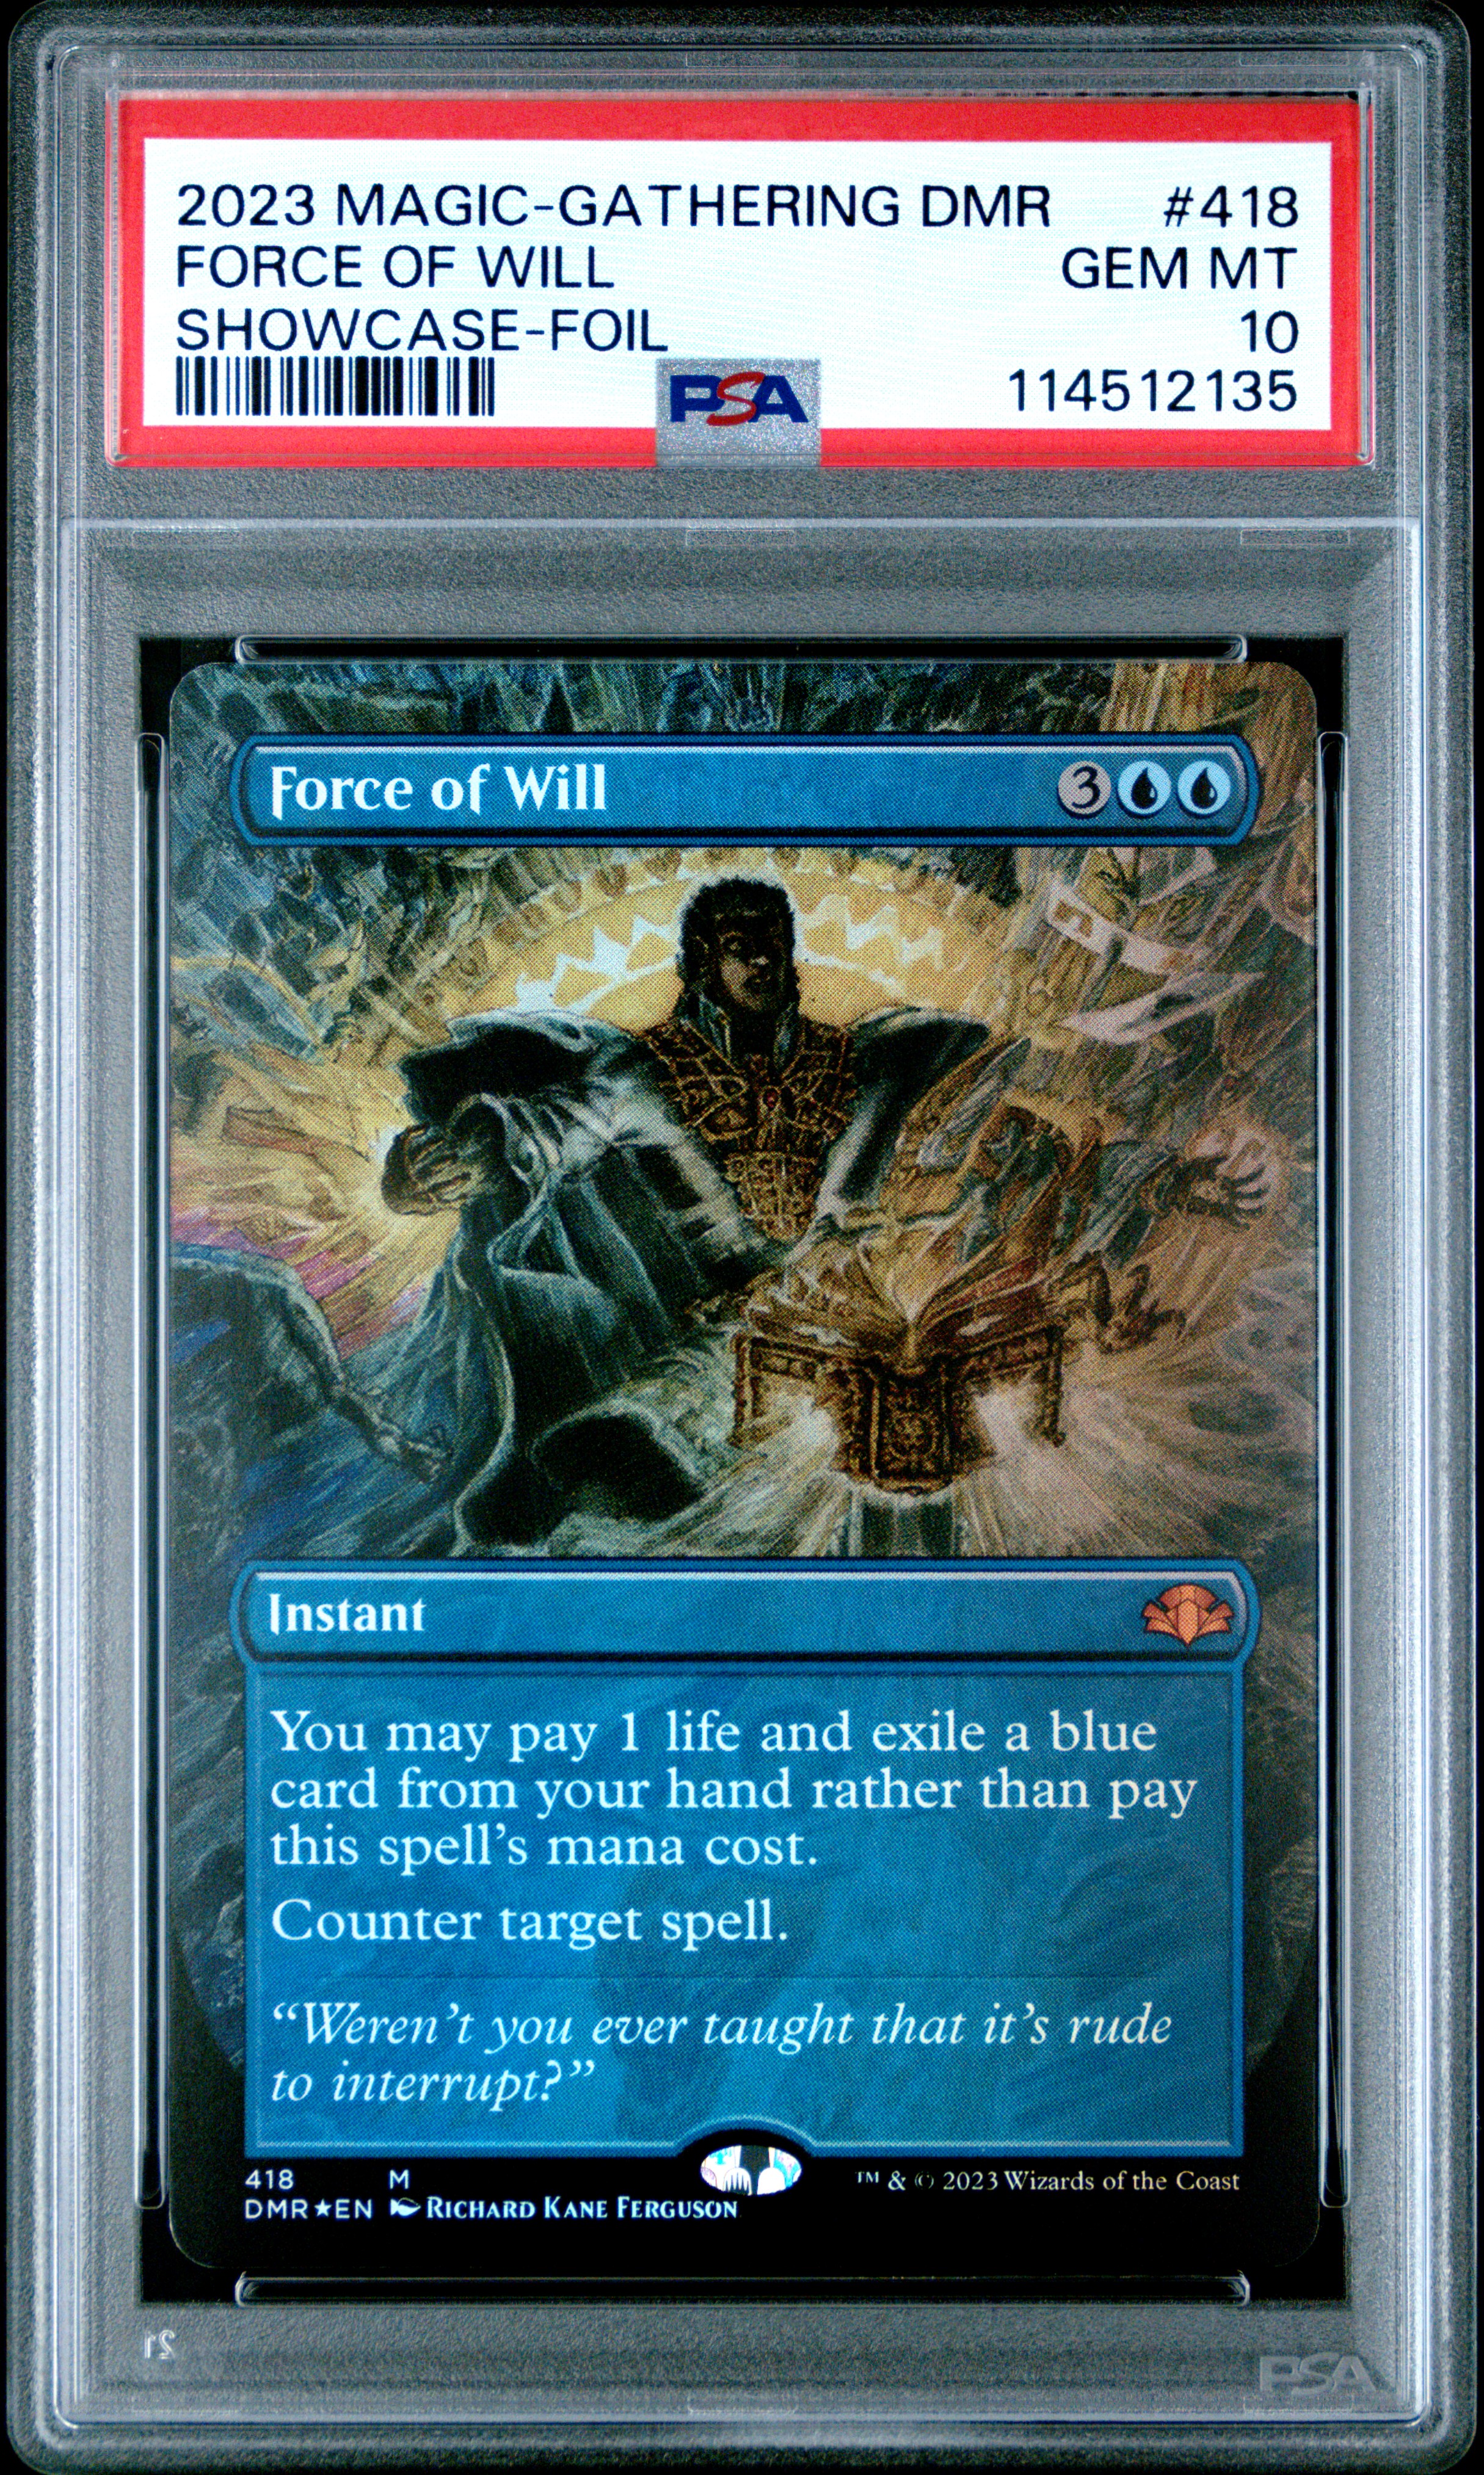 2023 MAGIC-GATHERING DMR #418
FORCE OF WILL GEM MT
SHOWCASE-FOIL 10
PSA 114512135
Force of Will 3
Instant
You may pay 1 life and exile a blue
card from your hand rather than pay
this spell's mana cost.
Counter target spell.
“Weren't you ever taught that it's rude
to interrupt?”
418 M ™ & © 2023 Wizards of the Coast
DMR★EN RICHARD KANE FERGUSON
21
PSA